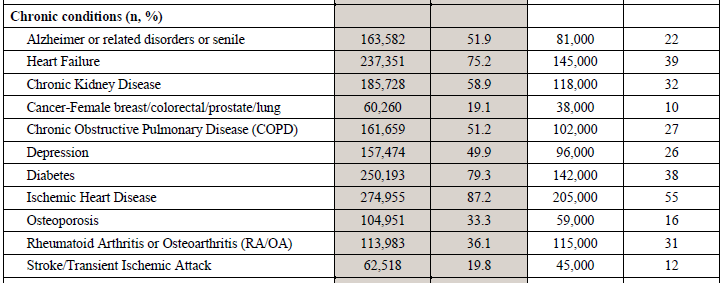 Chronic conditions (n, %)
Alzheimer or related disorders or senile 163,582 51.9 81,000 22
Heart Failure 237,351 75.2 145,000 39
Chronic Kidney Disease 185,728 58.9 118,000 32
Cancer-Female breast/colorectal/prostate/lung 60,260 19.1 38,000 10
Chronic Obstructive Pulmonary Disease (COPD) 161,659 51.2 102,000 27
Depression 157,474 49.9 96,000 26
Diabetes 250,193 79.3 142,000 38
Ischemic Heart Disease 274,955 87.2 205,000 55
Osteoporosis 104,951 33.3 59,000 16
Rheumatoid Arthritis or Osteoarthritis (RA/OA) 113,983 36.1 115,000 31
Stroke/Transient Ischemic Attack 62,518 19.8 45,000 12